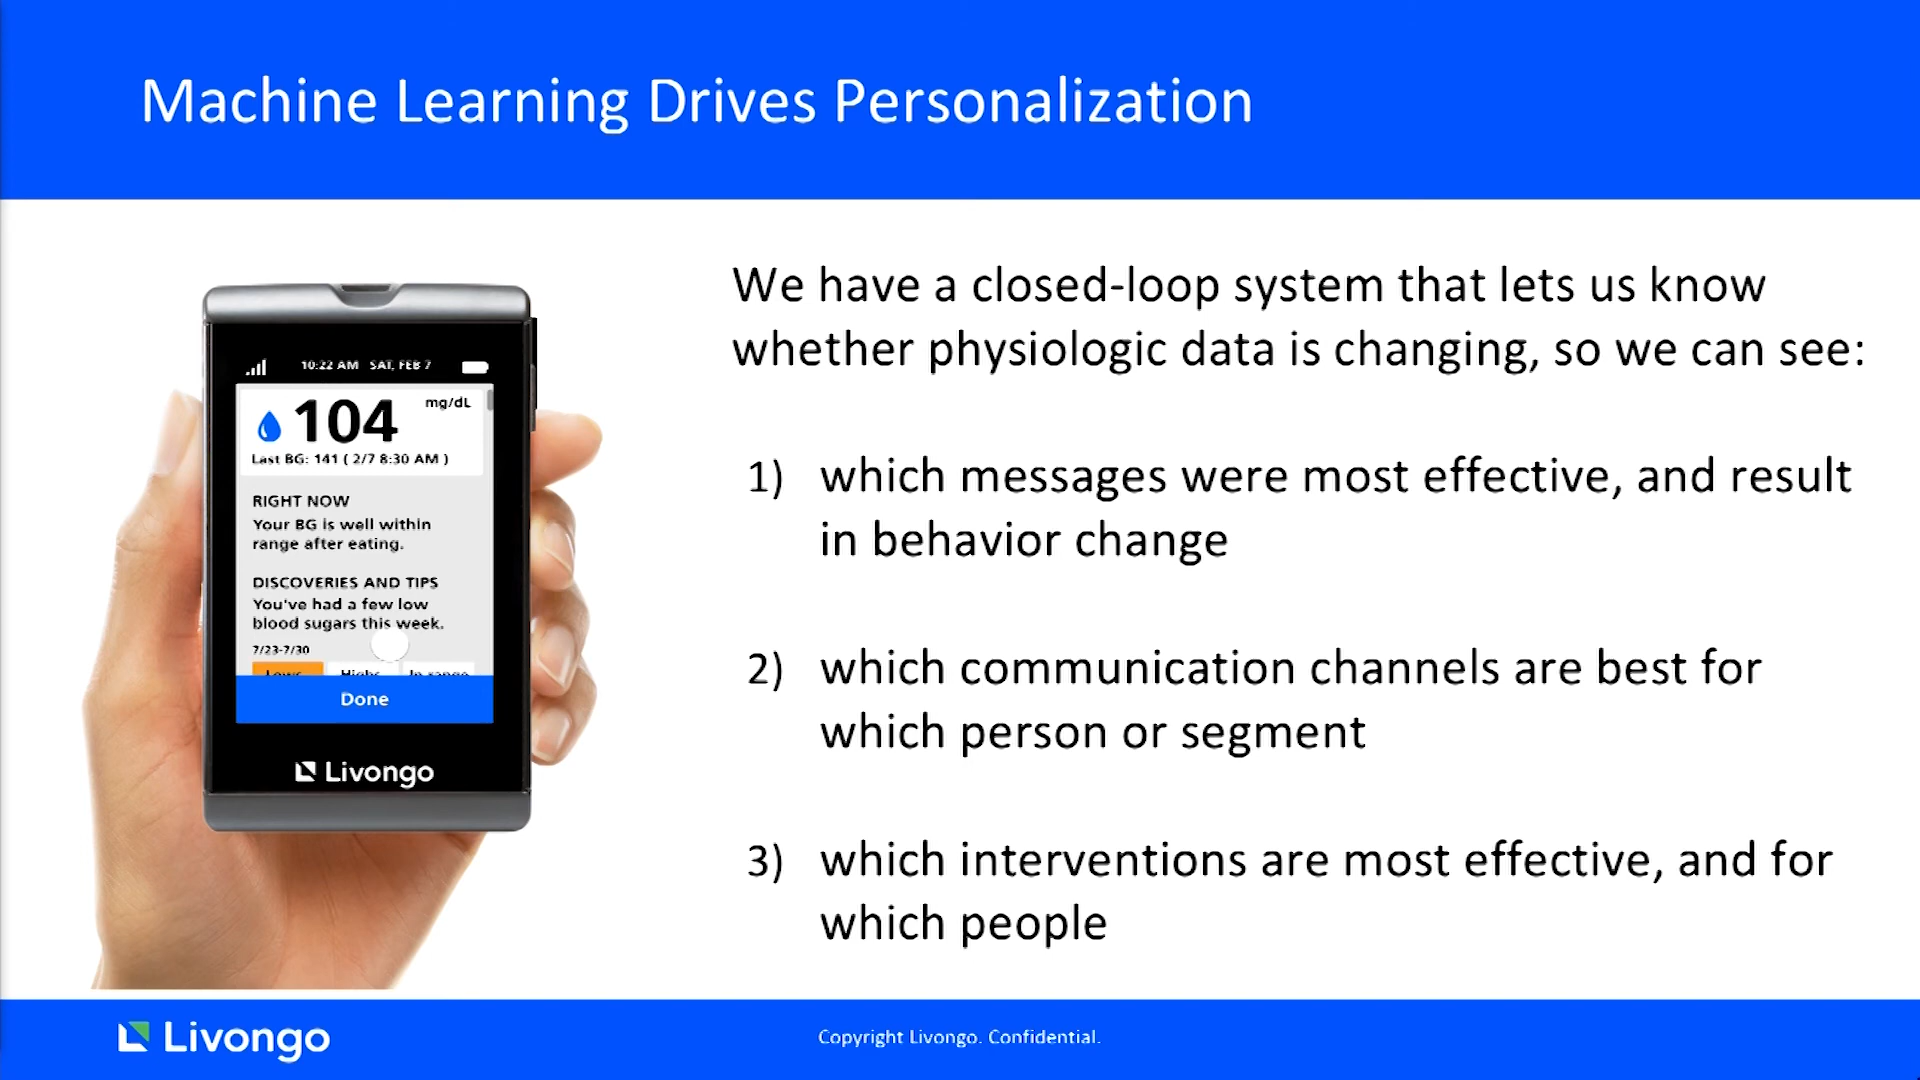 Machine Learning Drives Personalization
We have a closed-loop system that lets us know
whether physiologic data is changing, so we can see:
1) which messages were most effective, and result
in behavior change
2) which communication channels are best for
which person or segment
3) which interventions are most effective, and for
which people
10:22 AM SAT, FEB 7
104 mg/dL
Last BG: 141 ( 2/7 8:30 AM )
RIGHT NOW
Your BG is well within
range after eating.
DISCOVERIES AND TIPS
You've had a few low
blood sugars this week.
7/23-7/30
Lows Highs In range
Done
Livongo
Livongo
Copyright Livongo. Confidential.